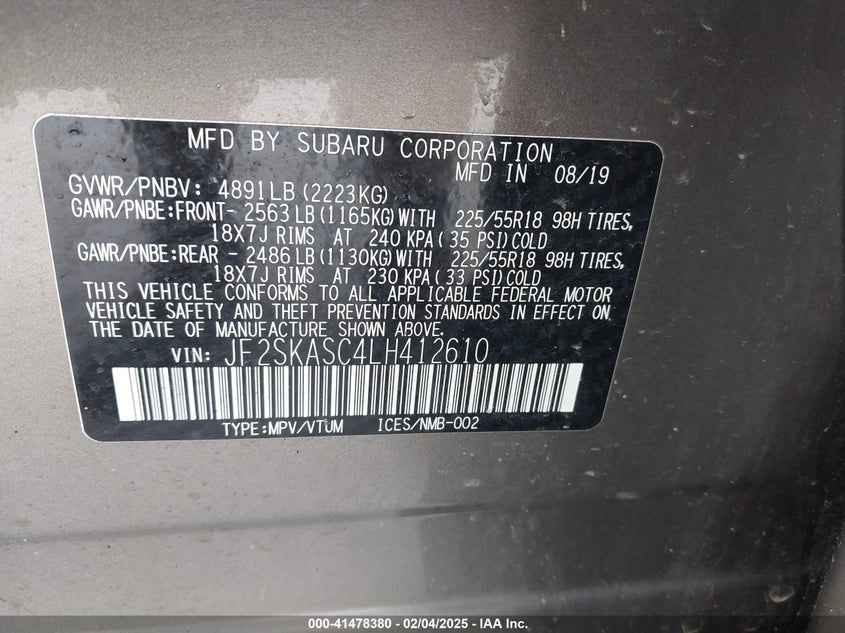 MFD BY SUBARU CORPORATION
MFD IN 08/19
GVWR/PNBV: 4891LB (2223KG)
GAWR/PNBE:FRONT- 2563 LB (1165KG) WITH 225/55R18 98H TIRES,
18X7J RIMS AT 240 KPA ( 35 PSI) COLD
GAWR/PNBE:REAR - 2486 LB (1130KG) WITH 225/55R18 98H TIRES,
18X7J RIMS AT 230 KPA ( 33 PSI) COLD
THIS VEHICLE CONFORMS TO ALL APPLICABLE FEDERAL MOTOR
VEHICLE SAFETY AND THEFT PREVENTION STANDARDS IN EFFECT ON
THE DATE OF MANUFACTURE SHOWN ABOVE.
VIN: JF2SKASC4LH412610
TYPE:MPV/VTUM ICES/NMB-002
000-41478380 - 02/04/2025 - IAA Inc.